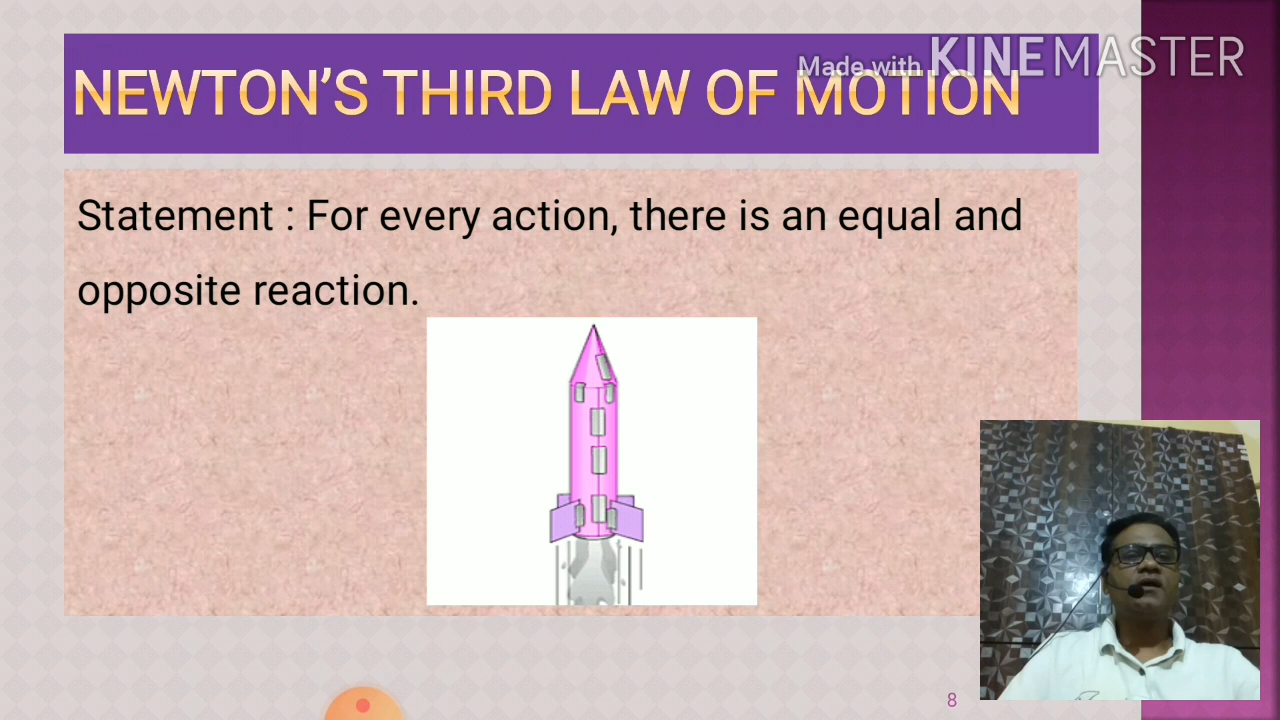 Made with KINEMASTER
NEWTON’S THIRD LAW OF MOTION
Statement : For every action, there is an equal and
opposite reaction.
8